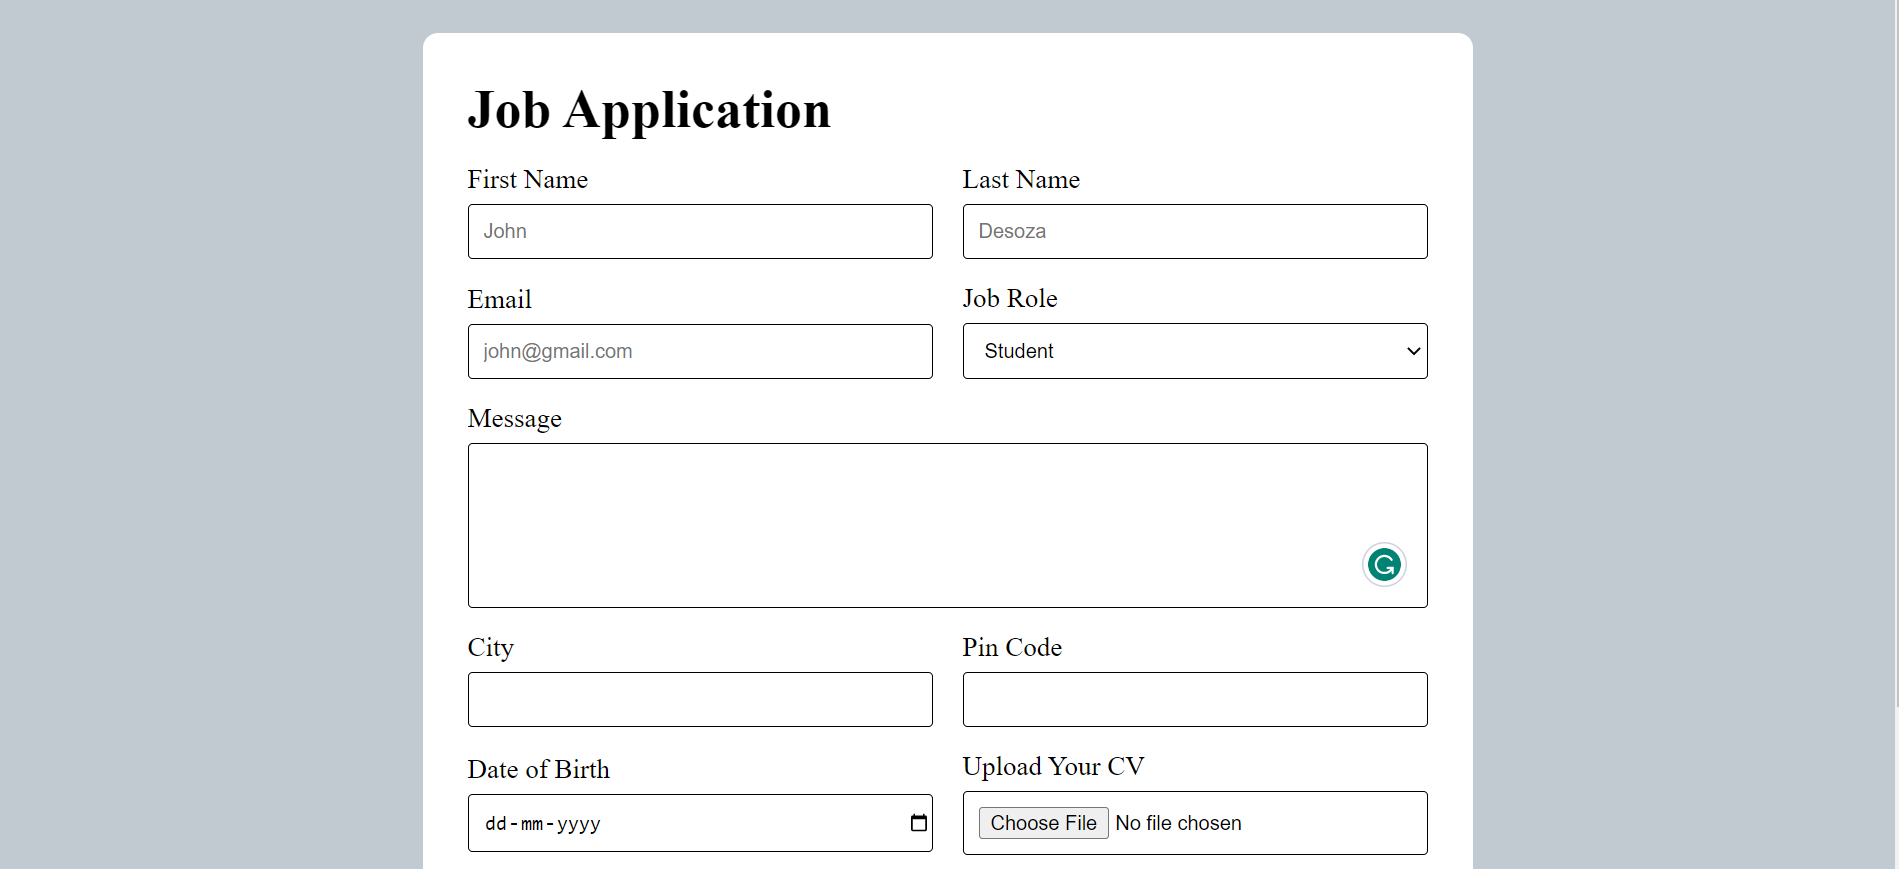 Job Application
First Name Last Name
John Desoza
Email Job Role
john@gmail.com Student
Message
City Pin Code
Date of Birth Upload Your CV
dd-mm-yyyy Choose File No file chosen